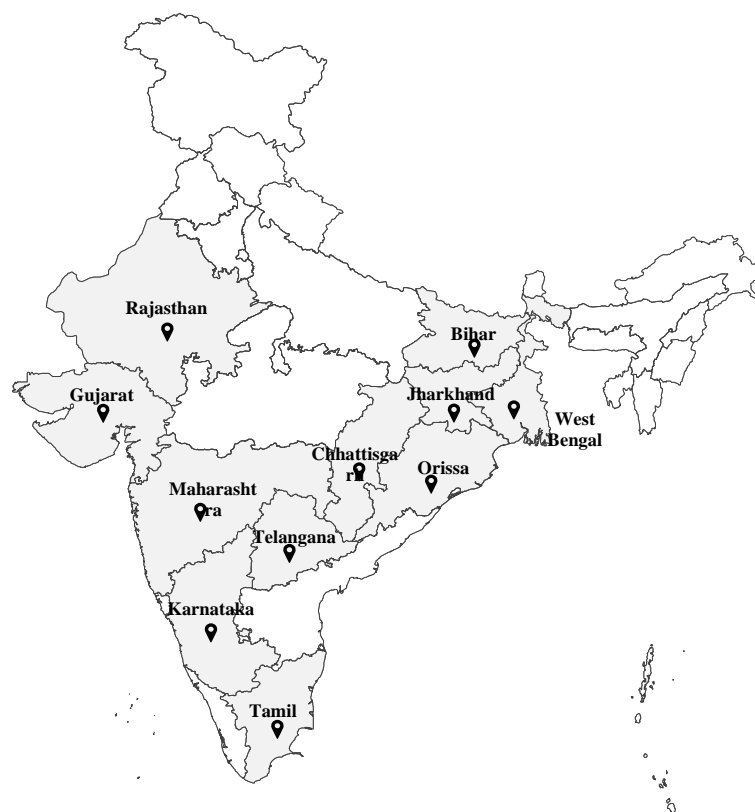 Rajasthan
Bihar
Gujarat
Jharkhand
West
Bengal
Chhattisga
rh
Orissa
Maharasht
ra
Telangana
Karnataka
Tamil